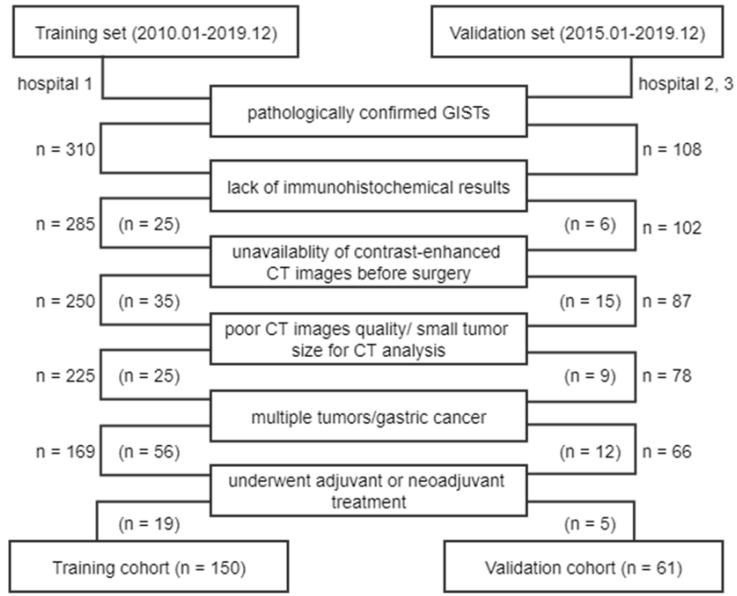 Training set (2010.01-2019.12)
Validation set (2015.01-2019.12)
hospital 1
hospital 2, 3
pathologically confirmed GISTs
n = 310
n = 108
lack of immunohistochemical results
n = 285
(n = 25)
(n = 6)
n = 102
unavailablity of contrast-enhanced
CT images before surgery
n = 250
(n = 35)
(n = 15)
n = 87
poor CT images quality/ small tumor
size for CT analysis
n = 225
(n = 25)
(n = 9)
n = 78
multiple tumors/gastric cancer
n = 169
(n = 56)
(n = 12)
n = 66
underwent adjuvant or neoadjuvant
treatment
(n = 19)
(n = 5)
Training cohort (n = 150)
Validation cohort (n = 61)